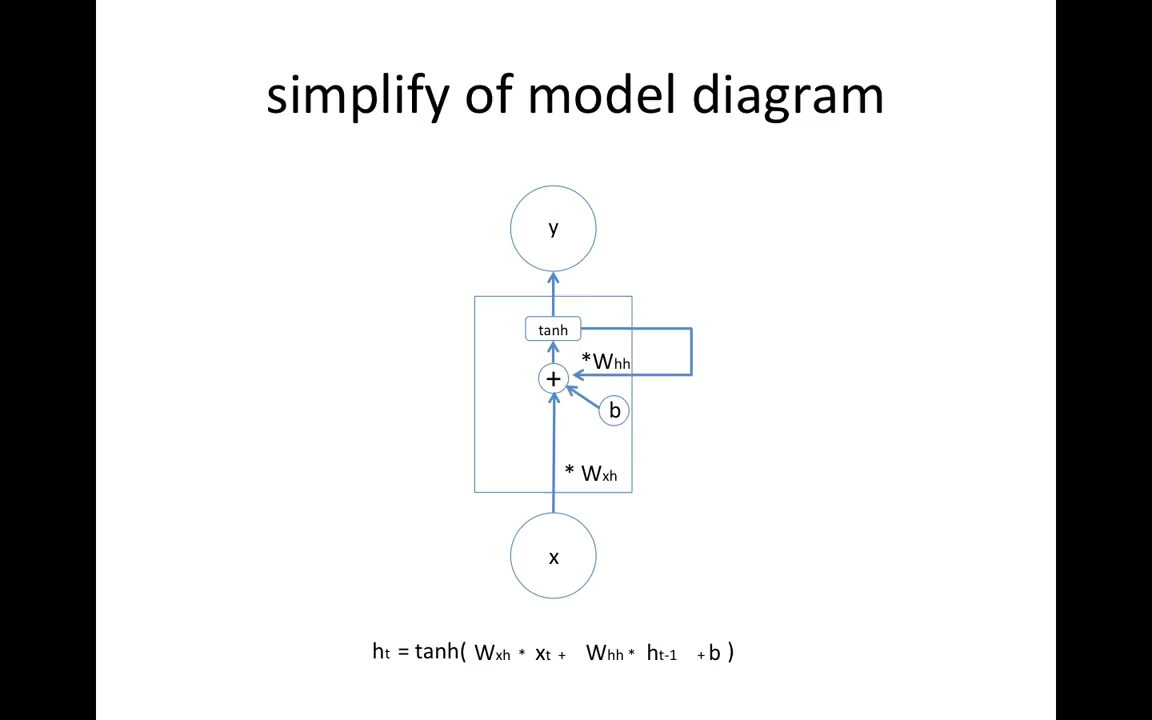 simplify of model diagram
y
tanh
*Whh
+
b
* Wxh
x
ht = tanh( Wxh * xt + Whh * ht-1 + b )